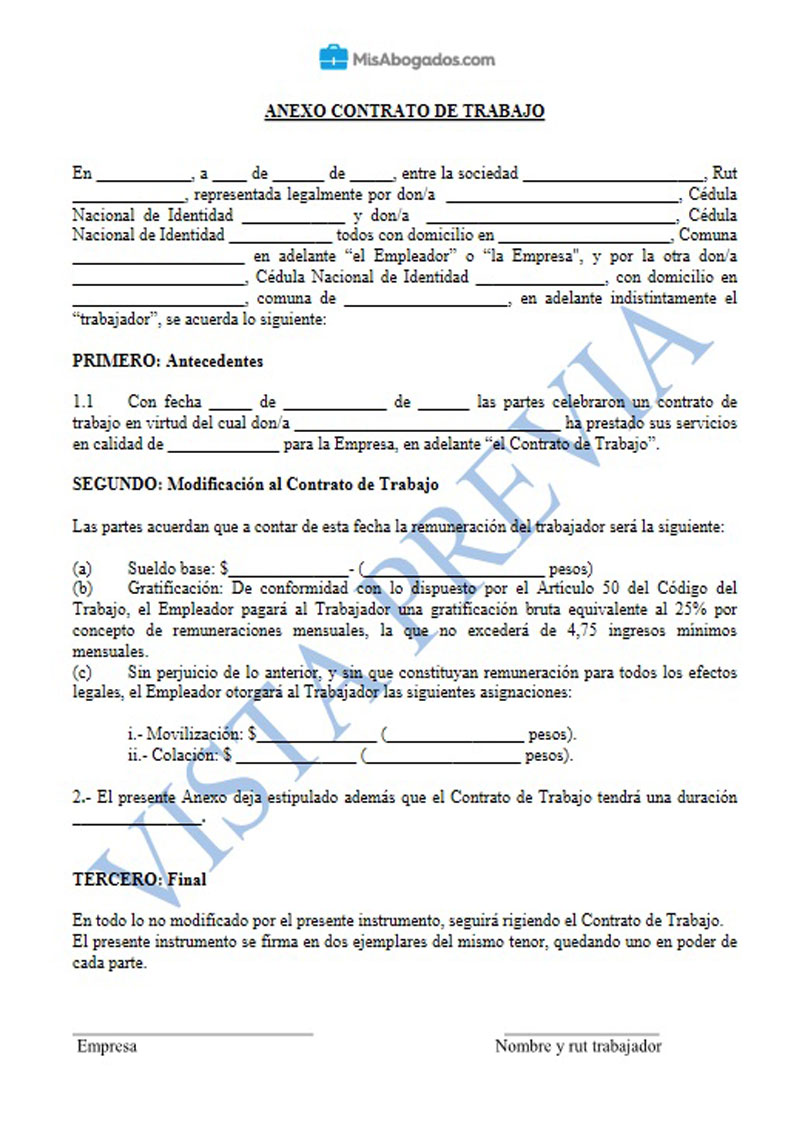 MisAbogados.com
ANEXO CONTRATO DE TRABAJO
En ___________, a ____ de ______ de _____, entre la sociedad _____________________, Rut
_____________, representada legalmente por don/a ___________________________, Cédula
Nacional de Identidad ____________ y don/a _____________________________, Cédula
Nacional de Identidad ____________ todos con domicilio en ____________________, Comuna
____________________ en adelante “el Empleador” o “la Empresa", y por la otra don/a
____________________, Cédula Nacional de Identidad _______________, con domicilio en
____________________, comuna de ___________________, en adelante indistintamente el
“trabajador”, se acuerda lo siguiente:
PRIMERO: Antecedentes
1.1 Con fecha _____ de ____________ de ______ las partes celebraron un contrato de
trabajo en virtud del cual don/a _______________________________ ha prestado sus servicios
en calidad de _____________ para la Empresa, en adelante “el Contrato de Trabajo”.
SEGUNDO: Modificación al Contrato de Trabajo
Las partes acuerdan que a contar de esta fecha la remuneración del trabajador será la siguiente:
(a) Sueldo base: $______________- (_____________________ pesos)
(b) Gratificación: De conformidad con lo dispuesto por el Artículo 50 del Código del
Trabajo, el Empleador pagará al Trabajador una gratificación bruta equivalente al 25% por
concepto de remuneraciones mensuales, la que no excederá de 4,75 ingresos mínimos
mensuales.
(c) Sin perjuicio de lo anterior, y sin que constituyan remuneración para todos los efectos
legales, el Empleador otorgará al Trabajador las siguientes asignaciones:
i.- Movilización: $______________ (________________ pesos).
ii.- Colación: $ ______________ (__________________ pesos).
2.- El presente Anexo deja estipulado además que el Contrato de Trabajo tendrá una duración
_______________.
TERCERO: Final
En todo lo no modificado por el presente instrumento, seguirá rigiendo el Contrato de Trabajo.
El presente instrumento se firma en dos ejemplares del mismo tenor, quedando uno en poder de
cada parte.
Empresa Nombre y rut trabajador
VISTA PREVIA